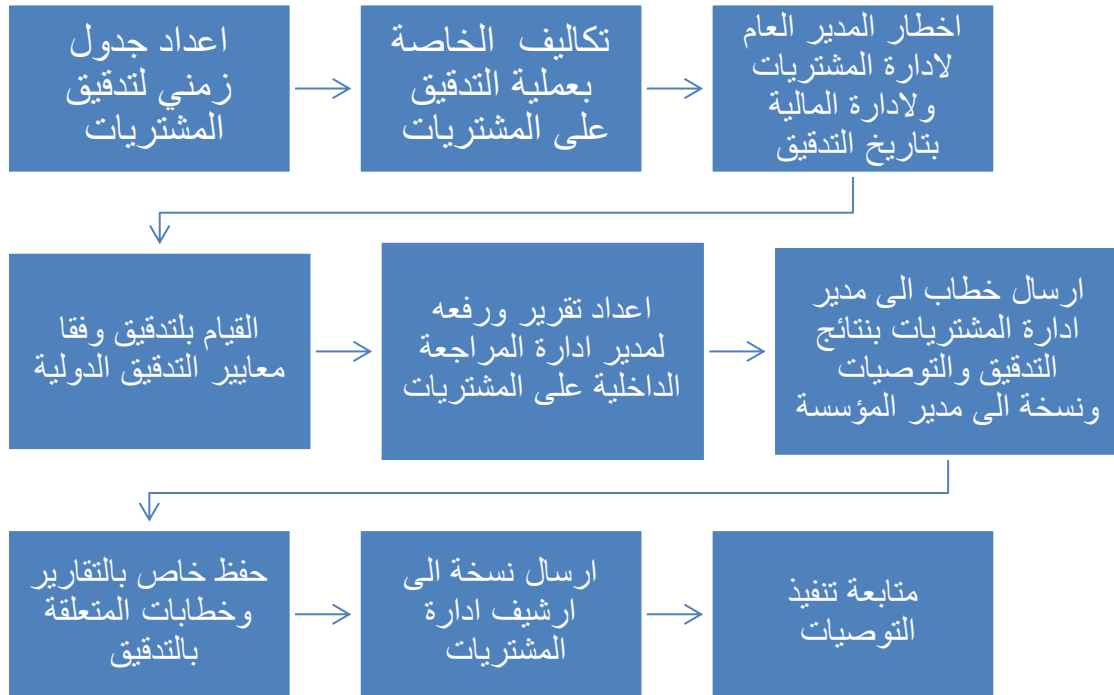 اعداد جدول
زمني لتدقيق
المشتريات
تكاليف الخاصة
بعملية التدقيق
على المشتريات
اخطار المدير العام
لادارة المشتريات
ولادارة المالية
بتاريخ التدقيق
القيام بلتدقيق وفقا
معايير التدقيق الدولية
اعداد تقرير ورفعه
لمدير ادارة المراجعة
الداخلية على المشتريات
ارسال خطاب الى مدير
ادارة المشتريات بنتائج
التدقيق والتوصيات
ونسخة الى مدير المؤسسة
حفظ خاص بالتقارير
وخطابات المتعلقة
بالتدقيق
ارسال نسخة الى
ارشيف ادارة
المشتريات
متابعة تنفيذ
التوصيات